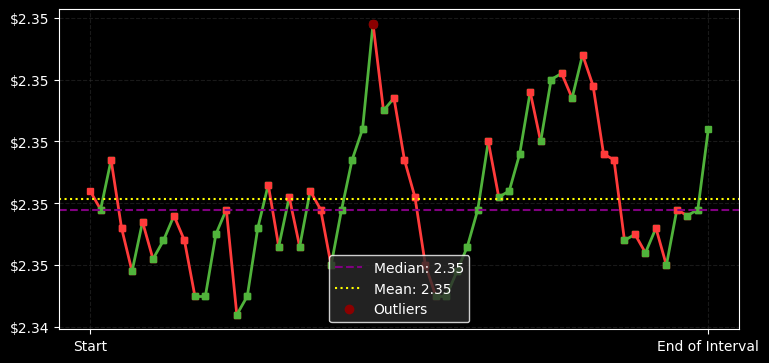 $2.35
$2.35
$2.35
$2.35
$2.35
$2.34
Median: 2.35
Mean: 2.35
Outliers
Start
End of Interval